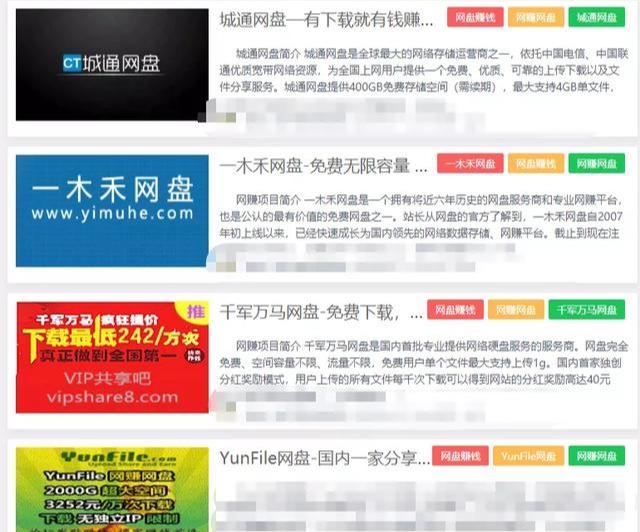 CT 城通网盘
城通网盘—有下载就有钱赚...
网盘赚钱
网赚网盘
城通网盘
城通网盘简介 城通网盘是全球最大的网络存储运营商之一，依托中国电信、中国联
通优质宽带网络资源，为全国上网用户提供一个免费、优质、可靠的上传下载以及文
件分享服务。城通网盘提供400GB免费存储空间（需续期），最大支持4GB单文件，
一木禾网盘
www.yimuhe.com
一木禾网盘-免费无限容量 ...
一木禾网盘
网盘赚钱
网赚网盘
网赚项目简介 一木禾网盘是一个拥有将近六年历史的网盘服务商和专业网赚平台，
也是公认的最有价值的免费网盘之一。站长从网盘的官方了解到，一木禾网盘自2007
年初上线以来，已经快速成长为国内领先的网络数据存储、网赚平台。截止到现在注
千军万马 疯狂提价
推
下载最低242/万次
真正做到全国第一
VIP共享吧
vipshare8.com
千军万马网盘-免费下载，...
网盘赚钱
网赚网盘
千军万马网盘
网赚项目简介 千军万马网盘是国内首批专业提供网络硬盘服务的服务商。网盘完全
免费、空间容量不限、流量不限，免费用户单个文件最大支持上传1g。国内首家独创
分红奖励模式，用户上传的所有文件每千次下载可以得到网站的分红奖励高达40元
YunFile.com
Upload Share and Earn
YunFile 网赚网盘
2000G 超大空间
3252元/万次下载
下载 无独立IP 限制
YunFile网盘-国内一家分享...
网盘赚钱
YunFile网盘
网赚网盘